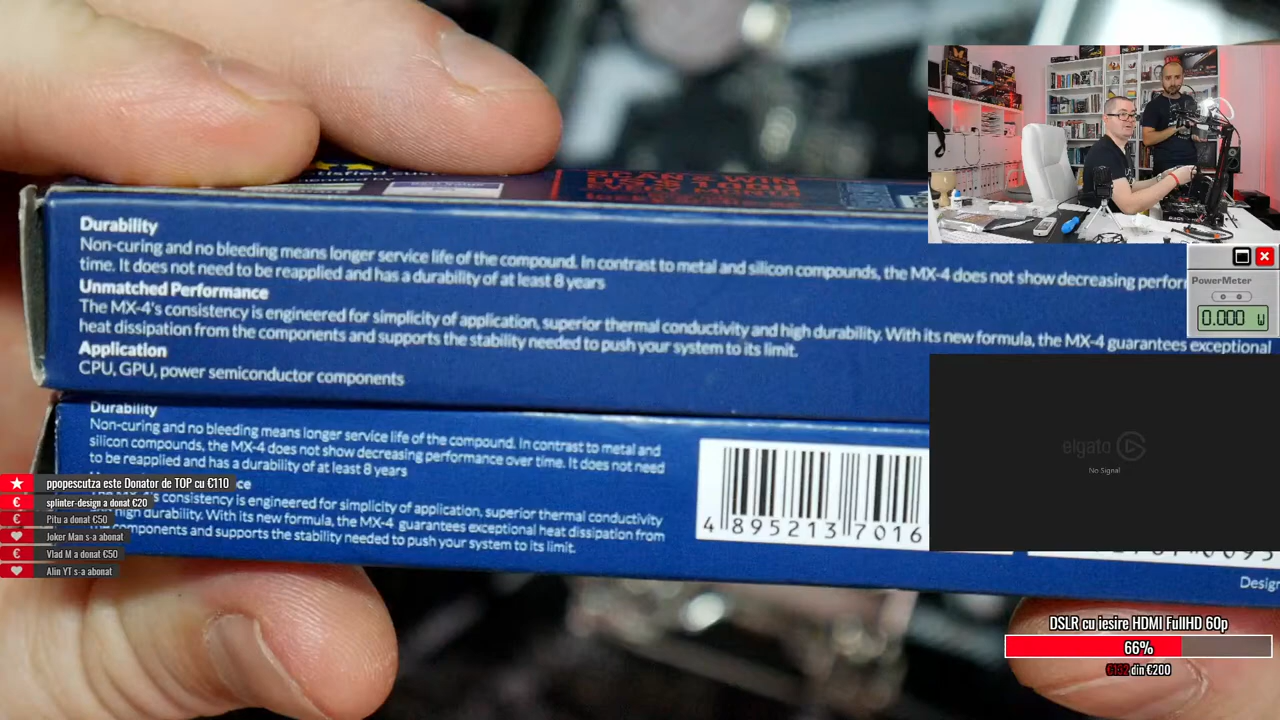 Durability
Non-curing and no bleeding means longer service life of the compound. In contrast to metal and silicon compounds, the MX-4 does not show decreasing
time. It does not need to be reapplied and has a durability of at least 8 years
Unmatched Performance
The MX-4's consistency is engineered for simplicity of application, superior thermal conductivity and high durability. With its new formula, the MX-4 guarantees exceptional
heat dissipation from the components and supports the stability needed to push your system to its limit.
Application
CPU, GPU, power semiconductor components
Durability
Non-curing and no bleeding means longer service life of the compound. In contrast to metal and
silicon compounds, the MX-4 does not show decreasing performance over time. It does not need
to be reapplied and has a durability of at least 8 years
's consistency is engineered for simplicity of application, superior thermal conductivity
high durability. With its new formula, the MX-4 guarantees exceptional heat dissipation from
components and supports the stability needed to push your system to its limit.
4 895213 7016
Design
PowerMeter
0.000 W
elgato
No Signal
ppopescutza este Donator de TOP cu €110
splinter-design a donat €20
Pitu a donat €50
Joker Man s-a abonat
Vlad M a donat €50
Alin YT s-a abonat
DSLR cu iesire HDMI FullHD 60p
66%
€132 din €200